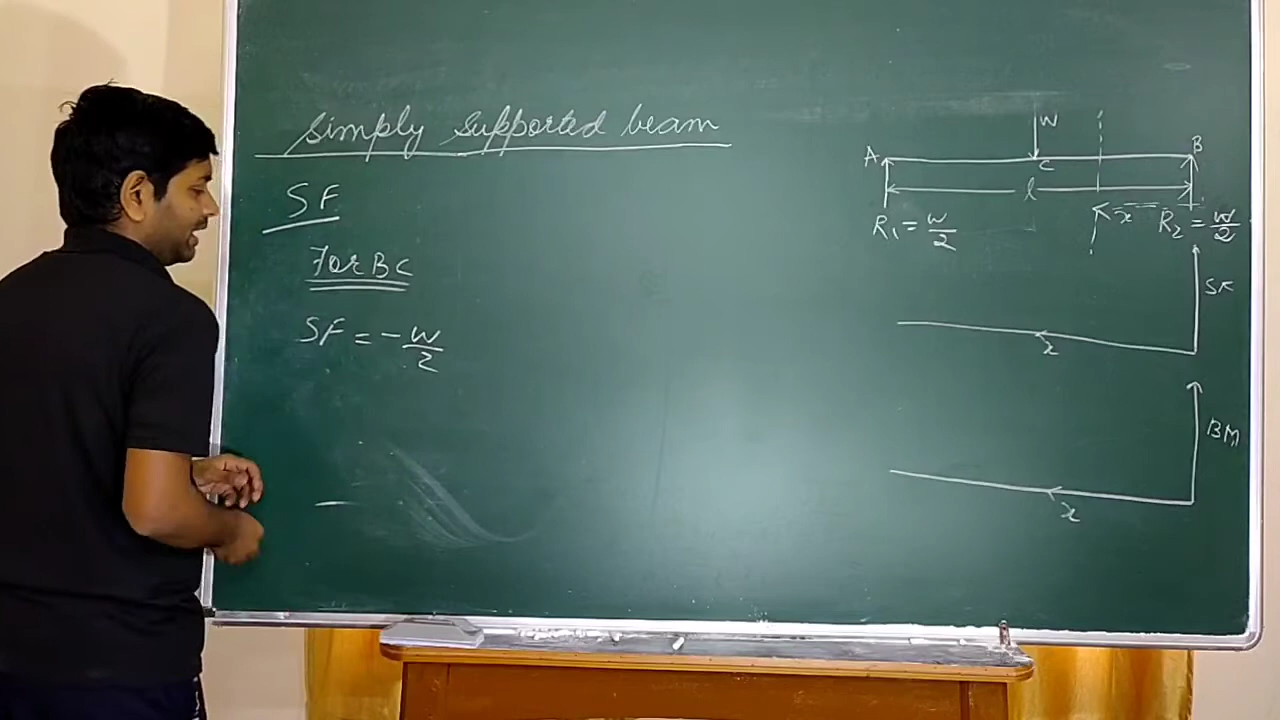 Simply supported beam
SF
For BC
SF = - W/2
W
A
C
B
l
x
R₁ = W/2
R₂ = W/2
SF
x
BM
x